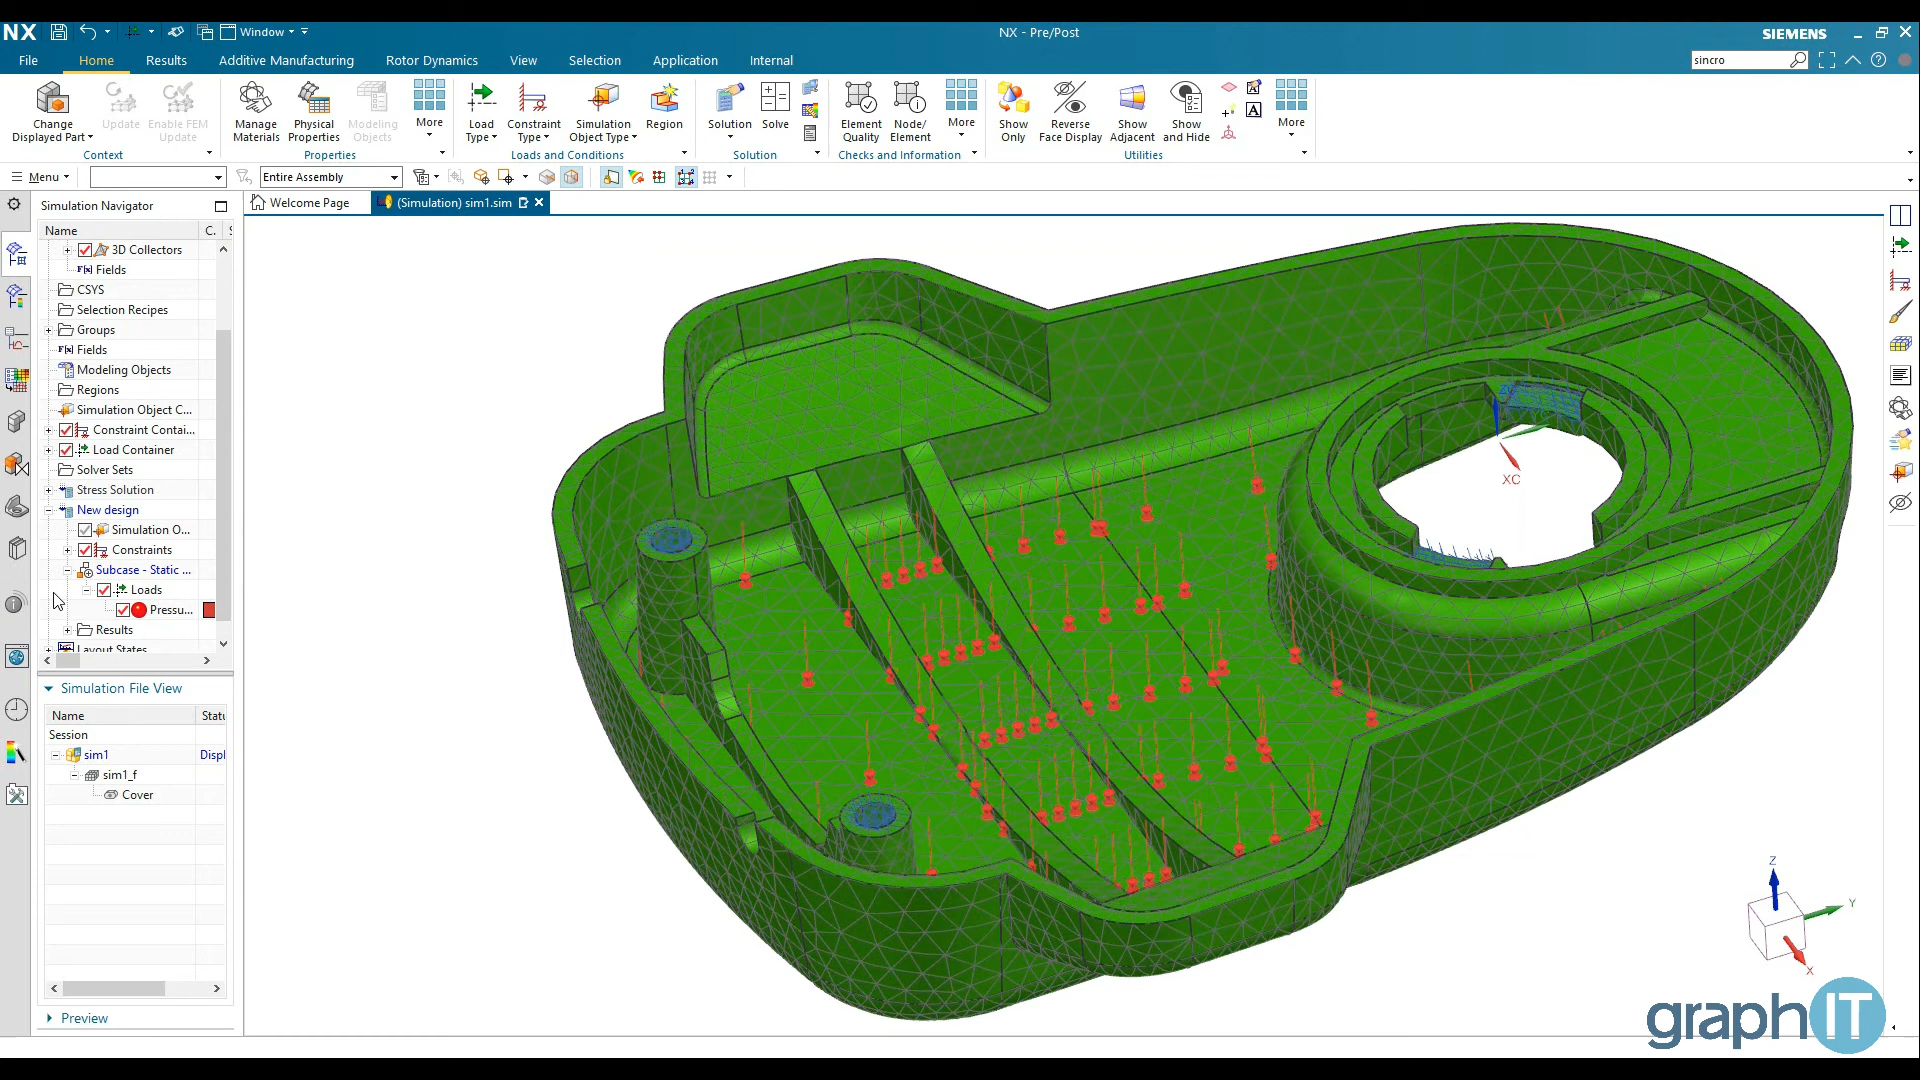 NX
Window
NX - Pre/Post
SIEMENS
File
Home
Results
Additive Manufacturing
Rotor Dynamics
View
Selection
Application
Internal
sincro
Change
Displayed Part
Update
Enable FEM
Update
Context
Manage
Materials
Physical
Properties
Modeling
Objects
More
Properties
Load
Type
Constraint
Type
Simulation
Object Type
Region
Loads and Conditions
Solution
Solve
Solution
Element
Quality
Node/
Element
More
Checks and Information
Show
Only
Reverse
Face Display
Show
Adjacent
Show
and Hide
A
More
Utilities
Menu
Entire Assembly
Simulation Navigator
Welcome Page
(Simulation) sim1.sim
Name
C.
3D Collectors
Fields
CSYS
Selection Recipes
Groups
Fields
Modeling Objects
Regions
Simulation Object C...
Constraint Contai...
Load Container
Solver Sets
Stress Solution
New design
Simulation O...
Constraints
Subcase - Static ...
Loads
Pressu...
Results
Layout States
Simulation File View
Name
Statu
Session
sim1
Displ
sim1_f
Cover
Preview
XC
Z
Y
X
graphIT